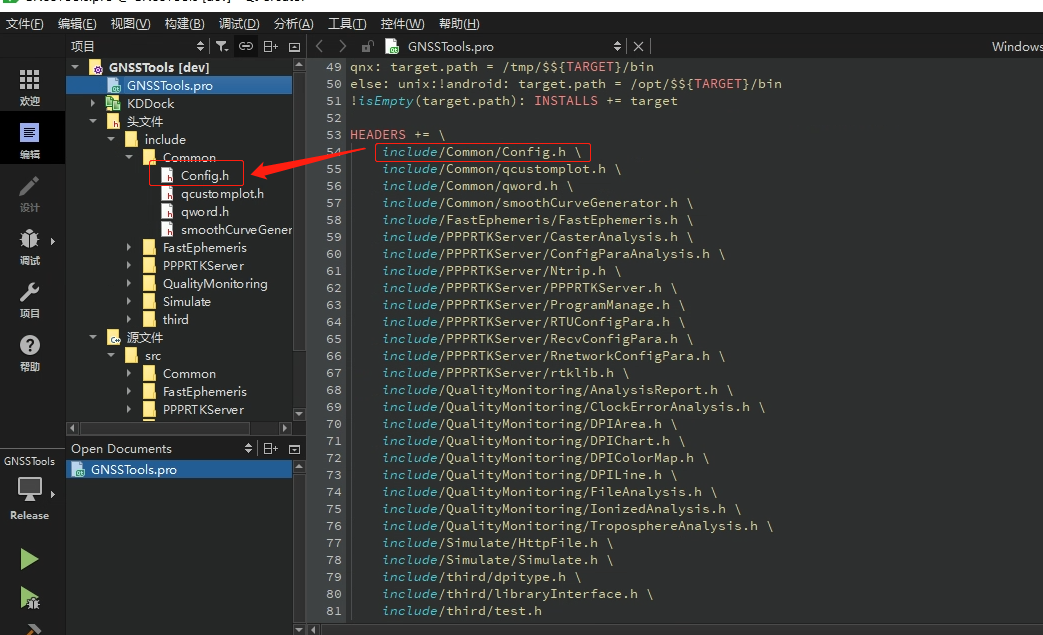 文件(F) 编辑(E) 视图(V) 构建(B) 调试(D) 分析(A) 工具(T) 控件(W) 帮助(H)
项目
GNSSTools.pro
Windows
欢迎
编辑
设计
调试
项目
帮助
GNSSTools
Release
GNSSTools [dev]
GNSSTools.pro
KDDock
头文件
include
Common
Config.h
qcustomplot.h
qword.h
smoothCurveGener
FastEphemeris
PPPRTKServer
QualityMonitoring
Simulate
third
源文件
src
Common
FastEphemeris
PPPRTKServer
Open Documents
GNSSTools.pro
49 qnx: target.path = /tmp/$${TARGET}/bin
50 else: unix:!android: target.path = /opt/$${TARGET}/bin
51 !isEmpty(target.path): INSTALLS += target
52
53 HEADERS += \
54 include/Common/Config.h \
55 include/Common/qcustomplot.h \
56 include/Common/qword.h \
57 include/Common/smoothCurveGenerator.h \
58 include/FastEphemeris/FastEphemeris.h \
59 include/PPPRTKServer/CasterAnalysis.h \
60 include/PPPRTKServer/ConfigParaAnalysis.h \
61 include/PPPRTKServer/Ntrip.h \
62 include/PPPRTKServer/PPPRTKServer.h \
63 include/PPPRTKServer/ProgramManage.h \
64 include/PPPRTKServer/RTUConfigPara.h \
65 include/PPPRTKServer/RecvConfigPara.h \
66 include/PPPRTKServer/RnetworkConfigPara.h \
67 include/PPPRTKServer/rtklib.h \
68 include/QualityMonitoring/AnalysisReport.h \
69 include/QualityMonitoring/ClockErrorAnalysis.h \
70 include/QualityMonitoring/DPIArea.h \
71 include/QualityMonitoring/DPIChart.h \
72 include/QualityMonitoring/DPIColorMap.h \
73 include/QualityMonitoring/DPILine.h \
74 include/QualityMonitoring/FileAnalysis.h \
75 include/QualityMonitoring/IonizedAnalysis.h \
76 include/QualityMonitoring/TroposphereAnalysis.h \
77 include/Simulate/HttpFile.h \
78 include/Simulate/Simulate.h \
79 include/third/dpitype.h \
80 include/third/libraryInterface.h \
81 include/third/test.h